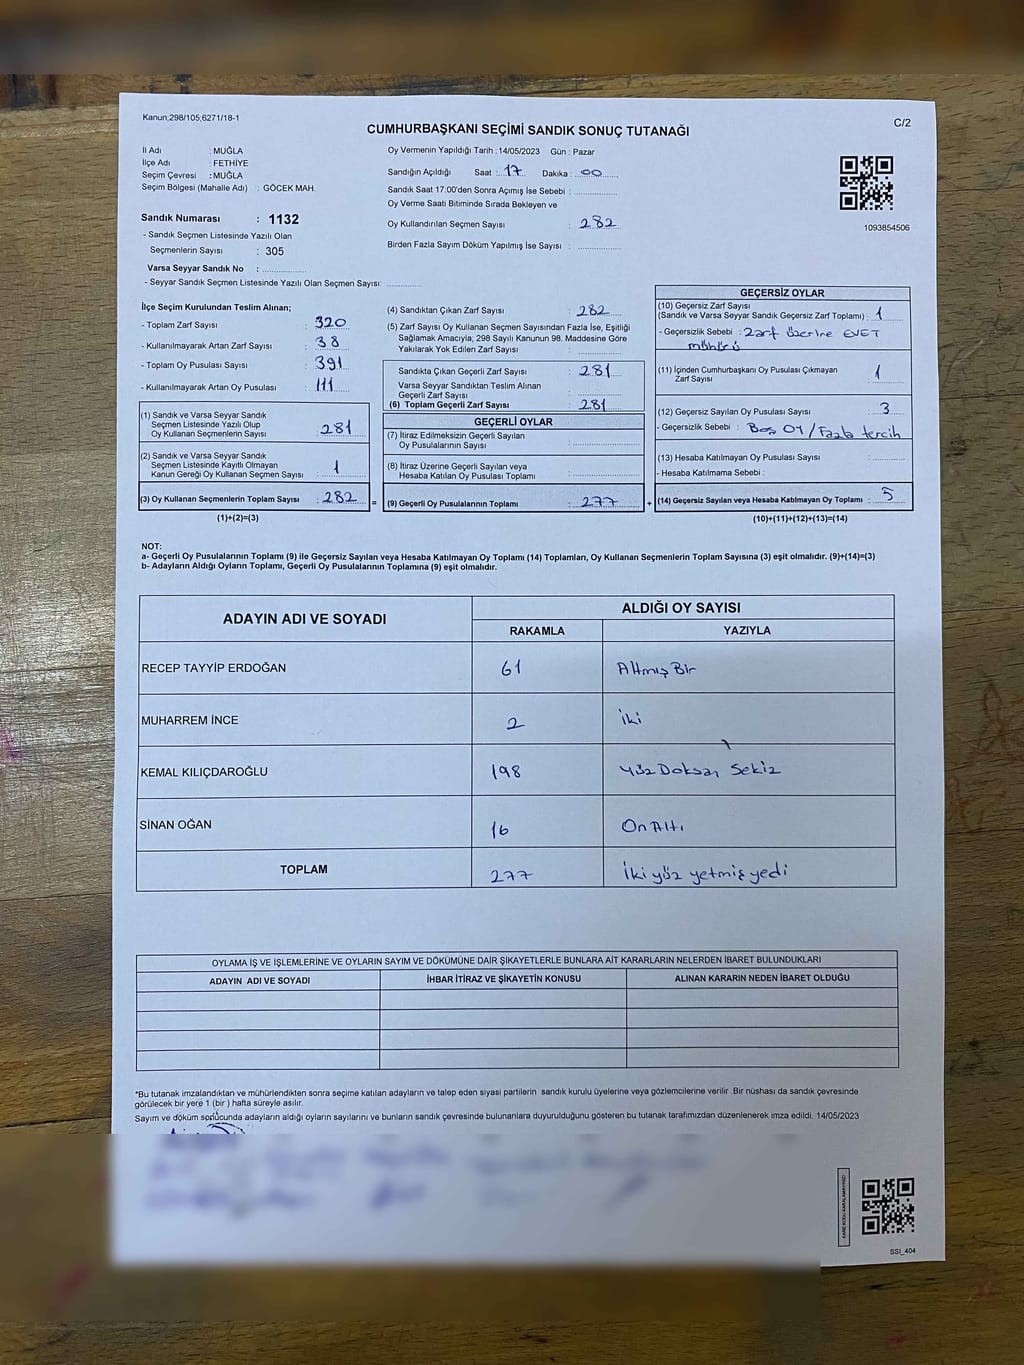 Kanun;298/105;6271/18-1
C/2
CUMHURBAŞKANI SEÇİMİ SANDIK SONUÇ TUTANAĞI
İl Adı : MUĞLA
İlçe Adı : FETHİYE
Seçim Çevresi : MUĞLA
Seçim Bölgesi (Mahalle Adı) : GÖCEK MAH.
Sandık Numarası : 1132
- Sandık Seçmen Listesinde Yazılı Olan
Seçmenlerin Sayısı : 305
Varsa Seyyar Sandık No :
- Seyyar Sandık Seçmen Listesinde Yazılı Olan Seçmen Sayısı:
Oy Vermenin Yapıldığı Tarih :14/05/2023 Gün : Pazar
Sandığın Açıldığı Saat : 17 Dakika : 00
Sandık Saat 17:00'den Sonra Açımış İse Sebebi :
Oy Verme Saati Bitiminde Sırada Bekleyen ve
Oy Kullandırılan Seçmen Sayısı : 282
Birden Fazla Sayım Döküm Yapılmış İse Sayısı :
1093854506
İlçe Seçim Kurulundan Teslim Alınan;
- Toplam Zarf Sayısı : 320
- Kullanılmayarak Artan Zarf Sayısı : 38
- Toplam Oy Pusulası Sayısı : 391
- Kullanılmayarak Artan Oy Pusulası : 111
(1) Sandık ve Varsa Seyyar Sandık
Seçmen Listesinde Yazılı Olup
Oy Kullanan Seçmenlerin Sayısı : 281
(2) Sandık ve Varsa Seyyar Sandık
Seçmen Listesinde Kayıtlı Olmayan
Kanun Gereği Oy Kullanan Seçmen Sayısı : 1
(3) Oy Kullanan Seçmenlerin Toplam Sayısı : 282 =
(1)+(2)=(3)
(4) Sandıktan Çıkan Zarf Sayısı : 282
(5) Zarf Sayısı Oy Kullanan Seçmen Sayısından Fazla İse, Eşitliği
Sağlamak Amacıyla; 298 Sayılı Kanunun 98. Maddesine Göre
Yakılarak Yok Edilen Zarf Sayısı :
Sandıkta Çıkan Geçerli Zarf Sayısı : 281
Varsa Seyyar Sandıktan Teslim Alınan
Geçerli Zarf Sayısı :
(6) Toplam Geçerli Zarf Sayısı : 281
GEÇERLİ OYLAR
(7) İtiraz Edilmeksizin Geçerli Sayılan
Oy Pusulalarının Sayısı :
(8) İtiraz Üzerine Geçerli Sayılan veya
Hesaba Katılan Oy Pusulası Toplamı :
(9) Geçerli Oy Pusulalarının Toplamı : 277 +
GEÇERSİZ OYLAR
(10) Geçersiz Zarf Sayısı
(Sandık ve Varsa Seyyar Sandık Geçersiz Zarf Toplamı) : 1
- Geçersizlik Sebebi : Zarf üzerine EVET
mühürü
(11) İçinden Cumhurbaşkanı Oy Pusulası Çıkmayan
Zarf Sayısı : 1
(12) Geçersiz Sayılan Oy Pusulası Sayısı : 3
- Geçersizlik Sebebi : Boş Oy / Fazla tercih
(13) Hesaba Katılmayan Oy Pusulası Sayısı :
- Hesaba Katılmama Sebebi :
(14) Geçersiz Sayılan veya Hesaba Katılmayan Oy Toplamı : 5
(10)+(11)+(12)+(13)=(14)
NOT:
a- Geçerli Oy Pusulalarının Toplamı (9) ile Geçersiz Sayılan veya Hesaba Katılmayan Oy Toplamı (14) Toplamları, Oy Kullanan Seçmenlerin Toplam Sayısına (3) eşit olmalıdır. (9)+(14)=(3)
b- Adayların Aldığı Oyların Toplamı, Geçerli Oy Pusulalarının Toplamına (9) eşit olmalıdır.
ADAYIN ADI VE SOYADI ALDIĞI OY SAYISI
RAKAMLA YAZIYLA
RECEP TAYYİP ERDOĞAN 61 Altmış Bir
MUHARREM İNCE 2 İki
KEMAL KILIÇDAROĞLU 198 Yüz Doksan Sekiz
SİNAN OĞAN 16 On Altı
TOPLAM 277 İki yüz yetmiş yedi
OYLAMA İŞ VE İŞLEMLERİNE VE OYLARIN SAYIM VE DÖKÜMÜNE DAİR ŞİKAYETLERLE BUNLARA AİT KARARLARIN NELERDEN İBARET BULUNDUKLARI
ADAYIN ADI VE SOYADI İHBAR İTİRAZ VE ŞİKAYETİN KONUSU ALINAN KARARIN NEDEN İBARET OLDUĞU
*Bu tutanak imzalandıktan ve mühürlendikten sonra seçime katılan adayların ve talep eden siyasi partilerin sandık kurulu üyelerine veya gözlemcilerine verilir .Bir nüshası da sandık çevresinde
görülecek bir yere 1 (bir ) hafta süreyle asılır.
Sayım ve döküm sonucunda adayların aldığı oyların sayılarını ve bunların sandık çevresinde bulunanlara duyurulduğunu gösteren bu tutanak tarafımızdan düzenlenerek imza edildi. 14/05/2023
KARE KODU KARALAMAYINIZ!
SSI_404